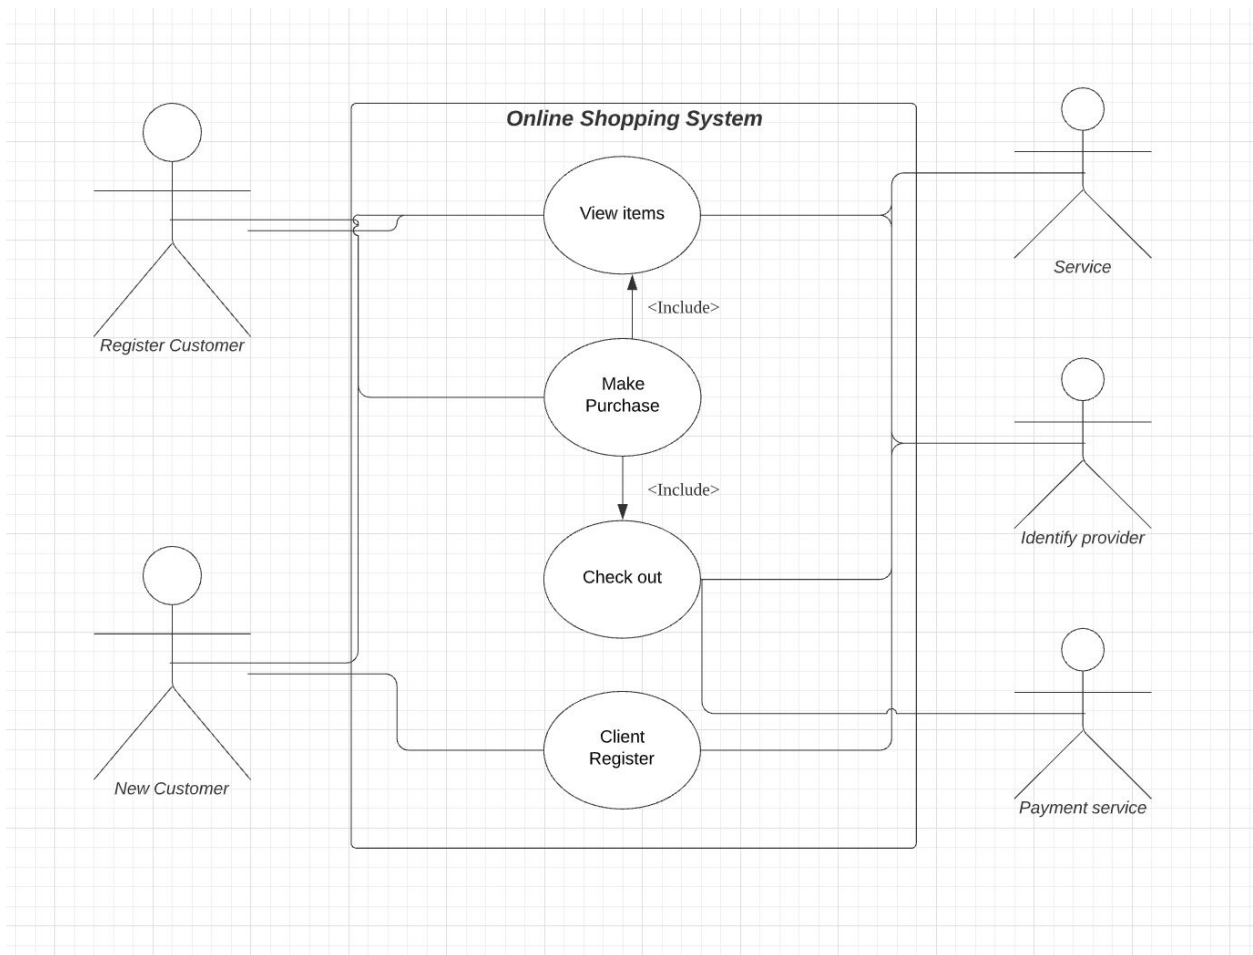 Online Shopping System
View items
Service
<Include>
Register Customer
Make
Purchase
<Include>
Identify provider
Check out
Client
Register
New Customer
Payment service